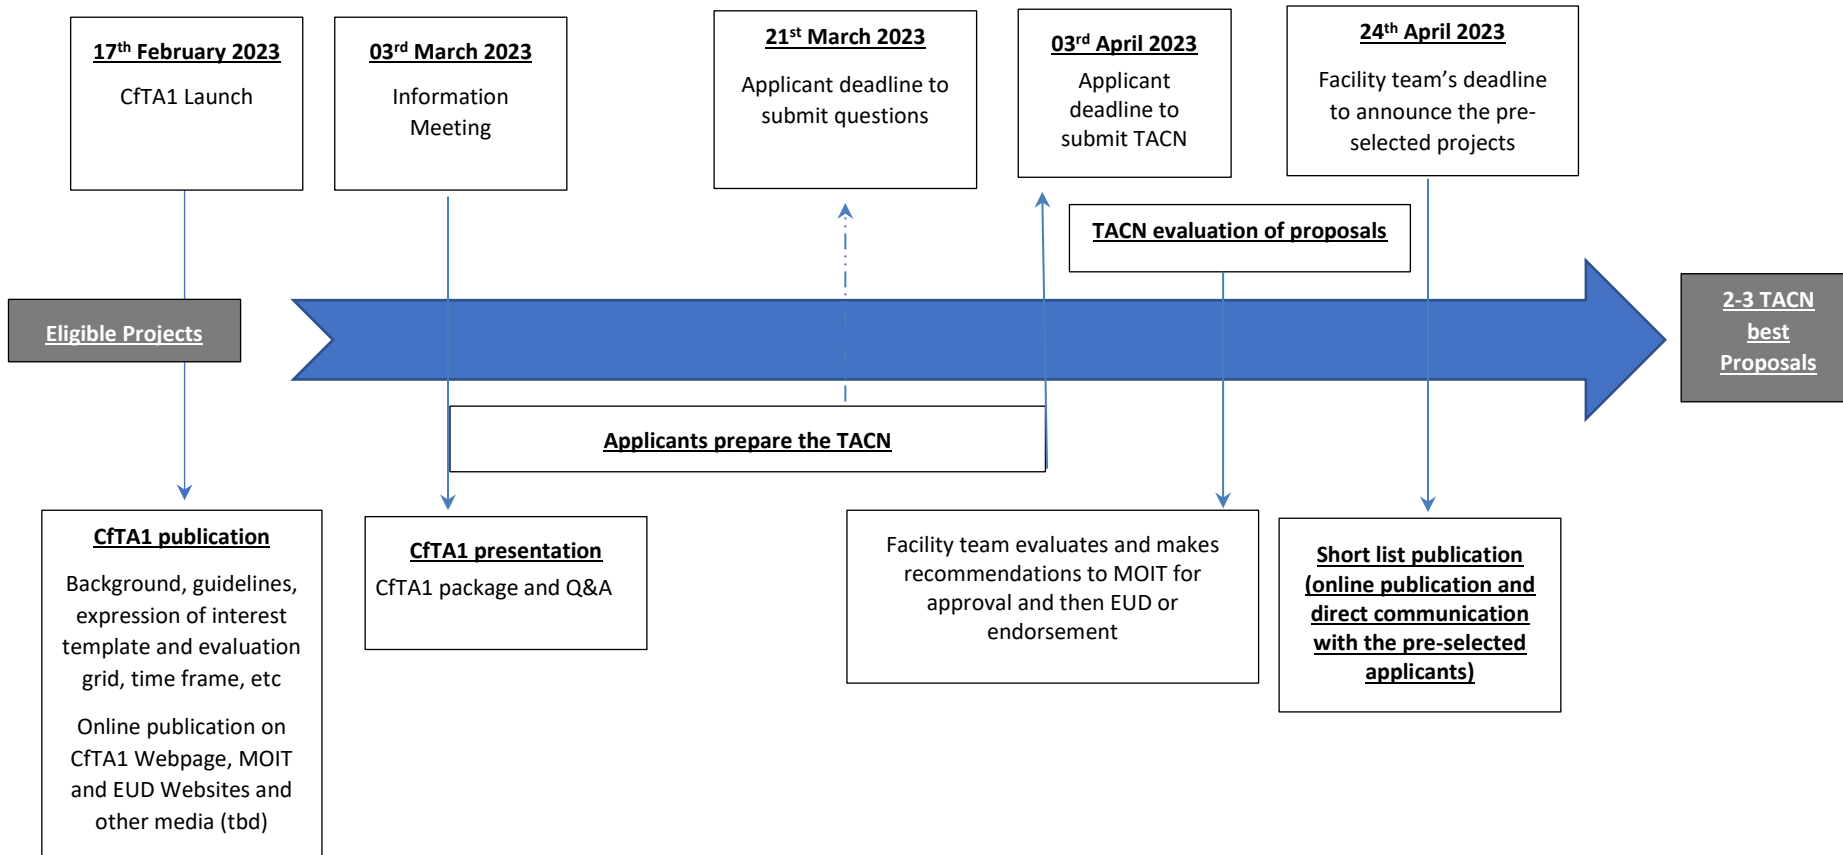 17th February 2023
CfTA1 Launch
03rd March 2023
Information
Meeting
21st March 2023
Applicant deadline to
submit questions
03rd April 2023
Applicant
deadline to
submit TACN
24th April 2023
Facility team’s deadline
to announce the pre-
selected projects
TACN evaluation of proposals
Eligible Projects
2-3 TACN
best
Proposals
Applicants prepare the TACN
CfTA1 publication
Background, guidelines,
expression of interest
template and evaluation
grid, time frame, etc
Online publication on
CfTA1 Webpage, MOIT
and EUD Websites and
other media (tbd)
CfTA1 presentation
CfTA1 package and Q&A
Facility team evaluates and makes
recommendations to MOIT for
approval and then EUD or
endorsement
Short list publication
(online publication and
direct communication
with the pre-selected
applicants)